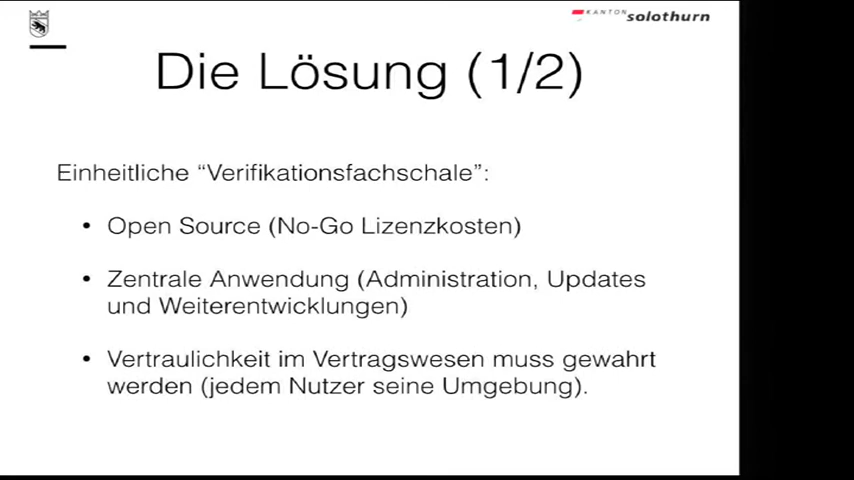 KANTON solothurn
Die Lösung (1/2)
Einheitliche “Verifikationsfachschale”:
• Open Source (No-Go Lizenzkosten)
• Zentrale Anwendung (Administration, Updates
und Weiterentwicklungen)
• Vertraulichkeit im Vertragswesen muss gewahrt
werden (jedem Nutzer seine Umgebung).